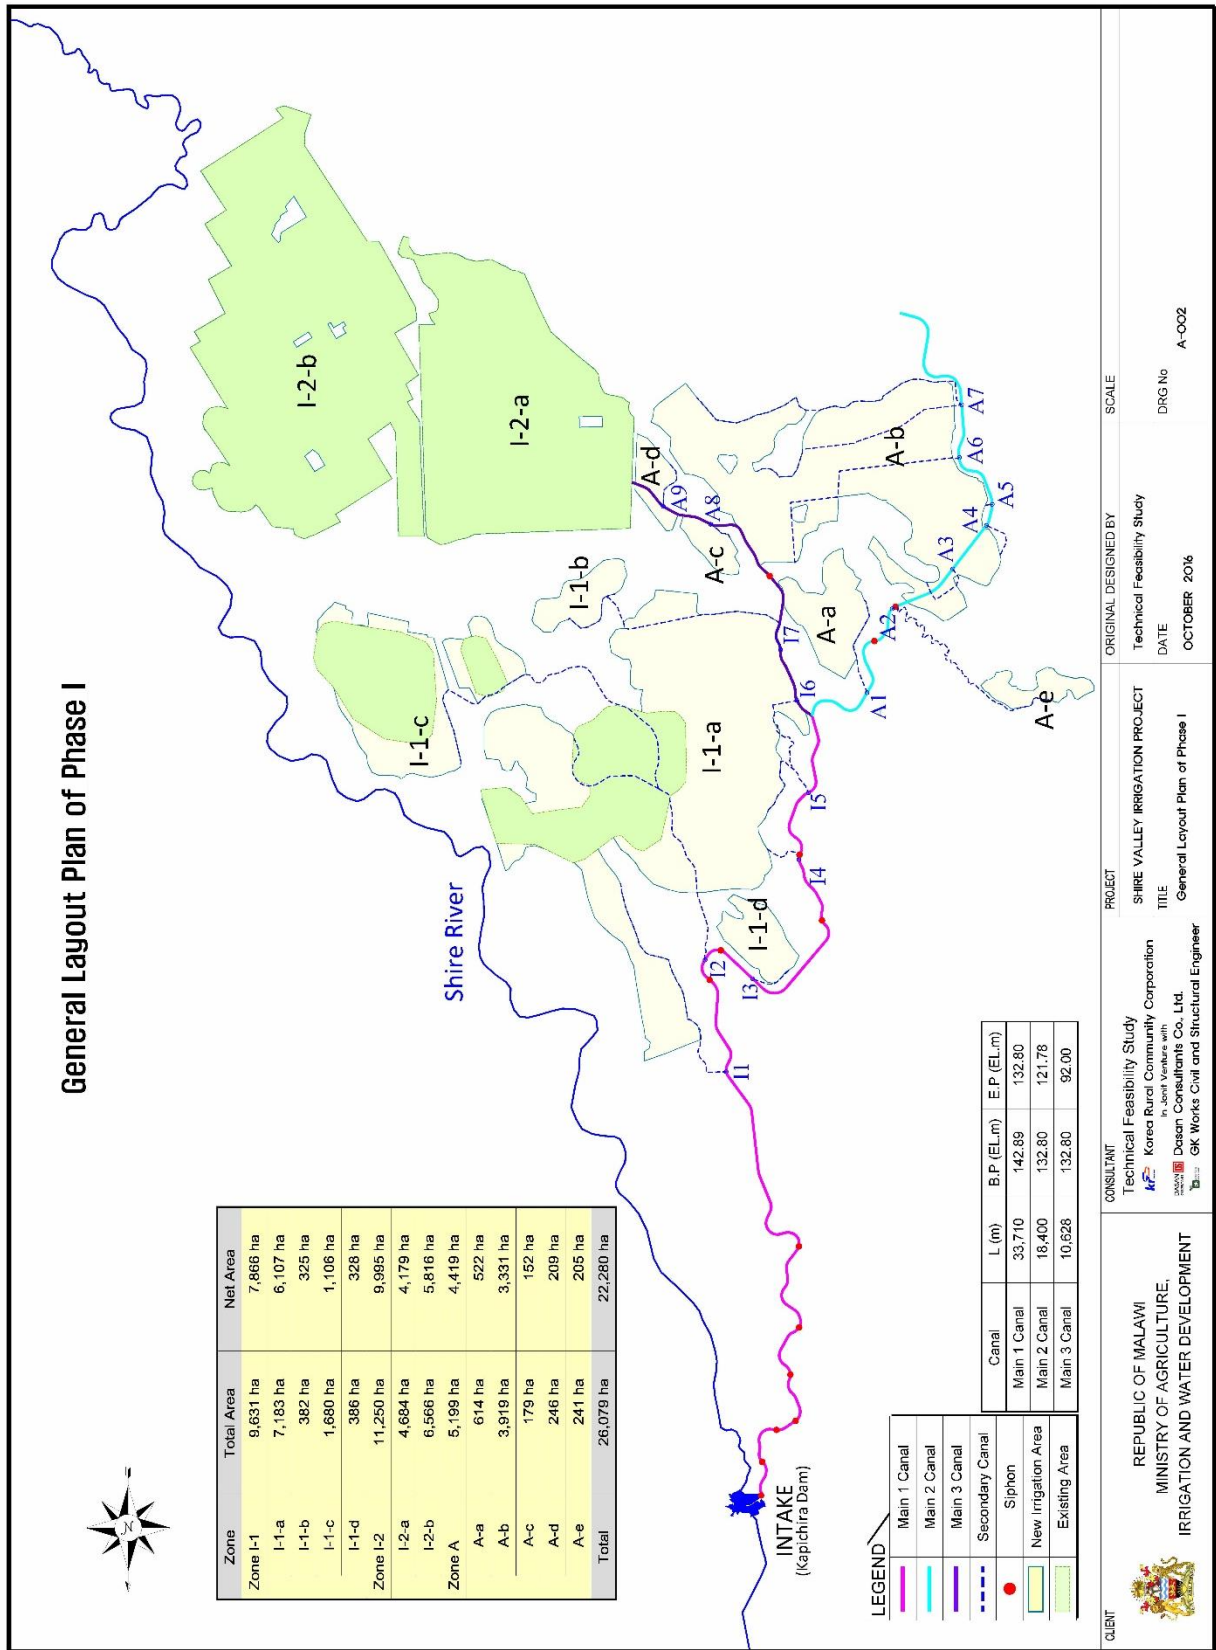 General Layout Plan of Phase I
Zone Total Area Net Area
Zone I-1 9,631 ha 7,866 ha
I-1-a 7,183 ha 6,107 ha
I-1-b 382 ha 325 ha
I-1-c 1,680 ha 1,106 ha
I-1-d 386 ha 328 ha
Zone I-2 11,250 ha 9,995 ha
I-2-a 4,684 ha 4,179 ha
I-2-b 6,566 ha 5,816 ha
Zone A 5,199 ha 4,419 ha
A-a 614 ha 522 ha
A-b 3,919 ha 3,331 ha
A-c 179 ha 152 ha
A-d 246 ha 209 ha
A-e 241 ha 205 ha
Total 26,079 ha 22,280 ha
N
Shire River
I-2-b
I-2-a
I-1-c
I-1-b
I-1-a
I-1-d
A-d
A-c
A-b
A-a
A-e
I1
I2
I3
I4
I5
I6
I7
A1
A2
A3
A4
A5
A6
A7
A8
A9
INTAKE
(Kapichira Dam)
LEGEND
Main 1 Canal
Main 2 Canal
Main 3 Canal
Secondary Canal
Siphon
New Irrigation Area
Existing Area
Canal L (m) B.P (EL.m) E.P (EL.m)
Main 1 Canal 33,710 142.89 132.80
Main 2 Canal 18,400 132.80 121.78
Main 3 Canal 10,628 132.80 92.00
CLIENT
REPUBLIC OF MALAWI
MINISTRY OF AGRICULTURE,
IRRIGATION AND WATER DEVELOPMENT
CONSULTANT
Technical Feasibility Study
Korea Rural Community Corporation
In Jonit Venture with
DASAN Dasan Consultants Co., Ltd.
GK Works Civil and Structural Engineer
PROJECT
SHIRE VALLEY IRRIGATION PROJECT
TITLE
General Layout Plan of Phase I
ORIGINAL DESIGNED BY
Technical Feasibility Study
DATE
OCTOBER 2016
SCALE
DRG No
A-002